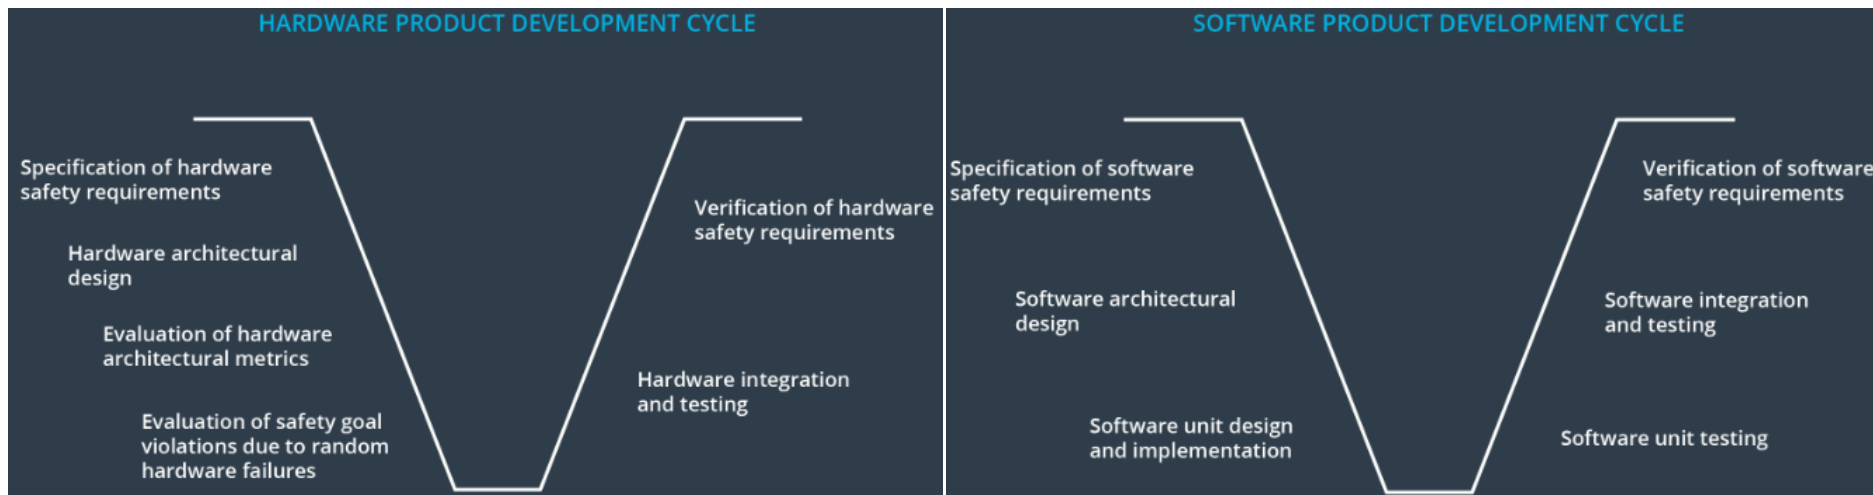 HARDWARE PRODUCT DEVELOPMENT CYCLE
Specification of hardware
safety requirements
Hardware architectural
design
Evaluation of hardware
architectural metrics
Evaluation of safety goal
violations due to random
hardware failures
Verification of hardware
safety requirements
Hardware integration
and testing
SOFTWARE PRODUCT DEVELOPMENT CYCLE
Specification of software
safety requirements
Software architectural
design
Software unit design
and implementation
Verification of software
safety requirements
Software integration
and testing
Software unit testing